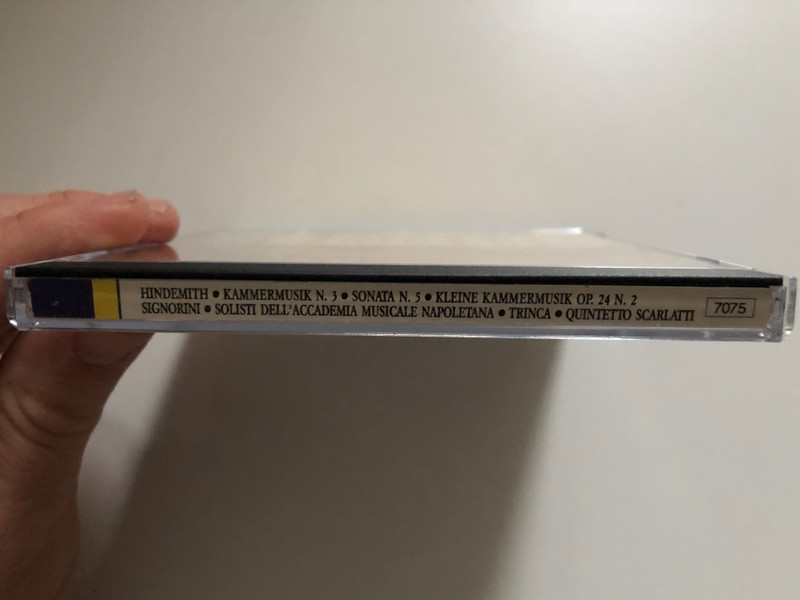 HINDEMITH • KAMMERMUSIK N. 3 • SONATA N. 5 • KLEINE KAMMERMUSIK OP. 24 N. 2
SIGNORINI • SOLISTI DELL'ACCADEMIA MUSICALE NAPOLETANA • TRINCA • QUINTETTO SCARLATTI
7075